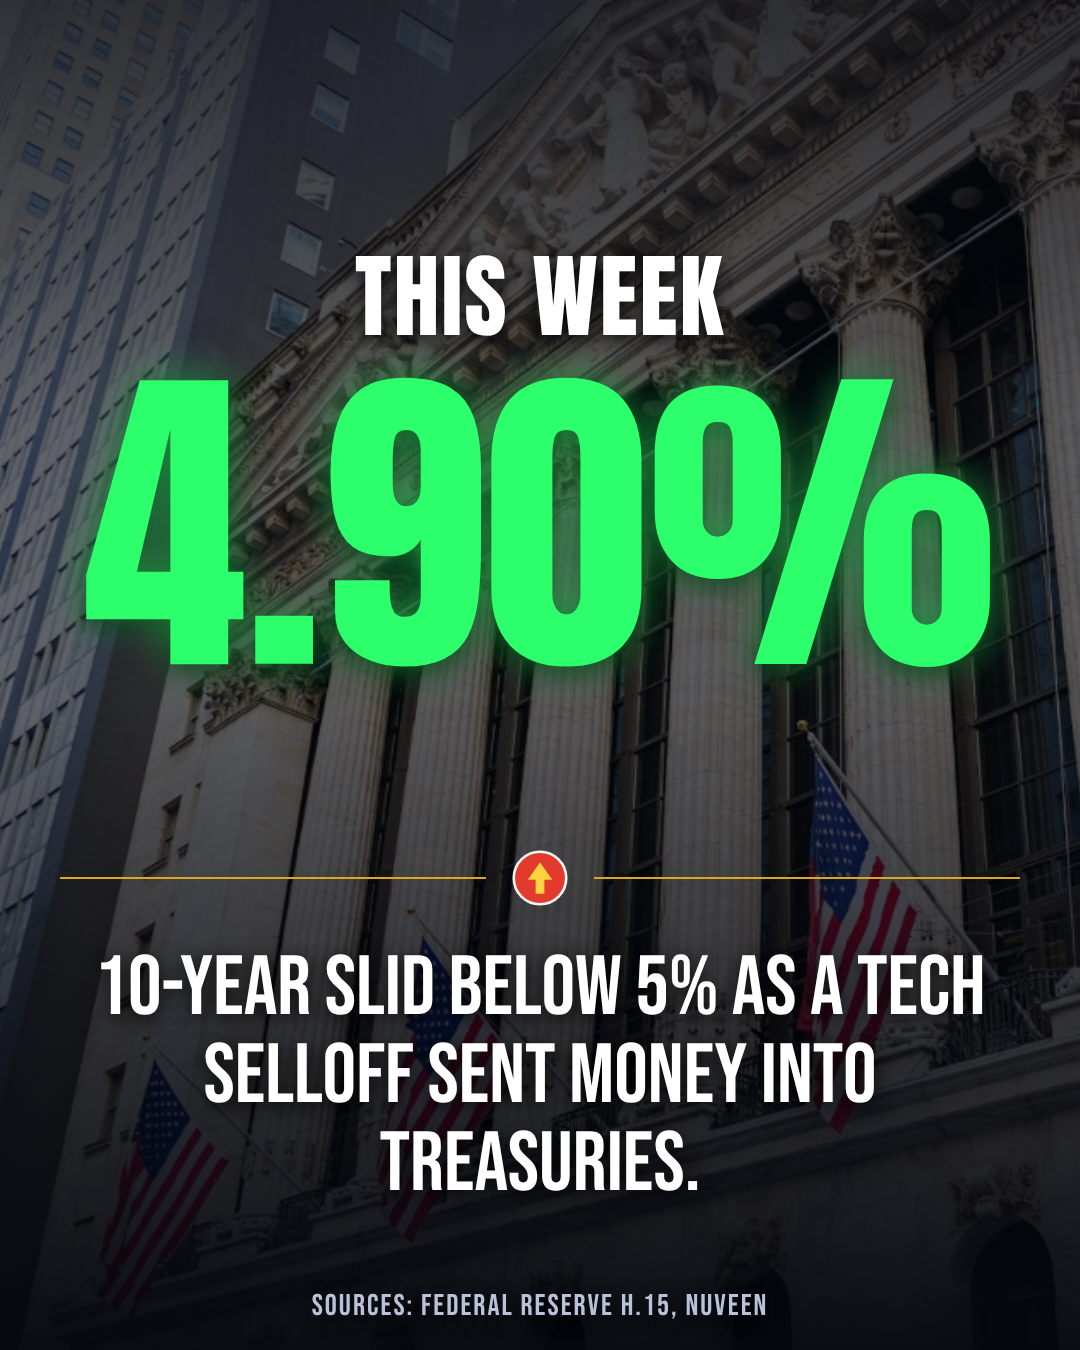 THIS WEEK
4.90%
10-YEAR SLID BELOW 5% AS A TECH
SELLOFF SENT MONEY INTO
TREASURIES.
SOURCES: FEDERAL RESERVE H.15, NUVEEN